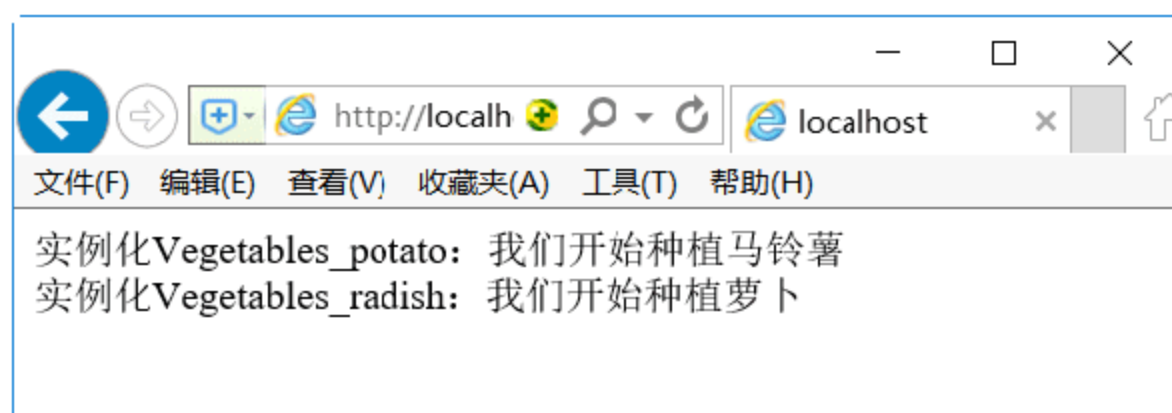 http://localh
localhost
文件(F) 编辑(E) 查看(V) 收藏夹(A) 工具(T) 帮助(H)
实例化Vegetables_potato：我们开始种植马铃薯
实例化Vegetables_radish：我们开始种植萝卜